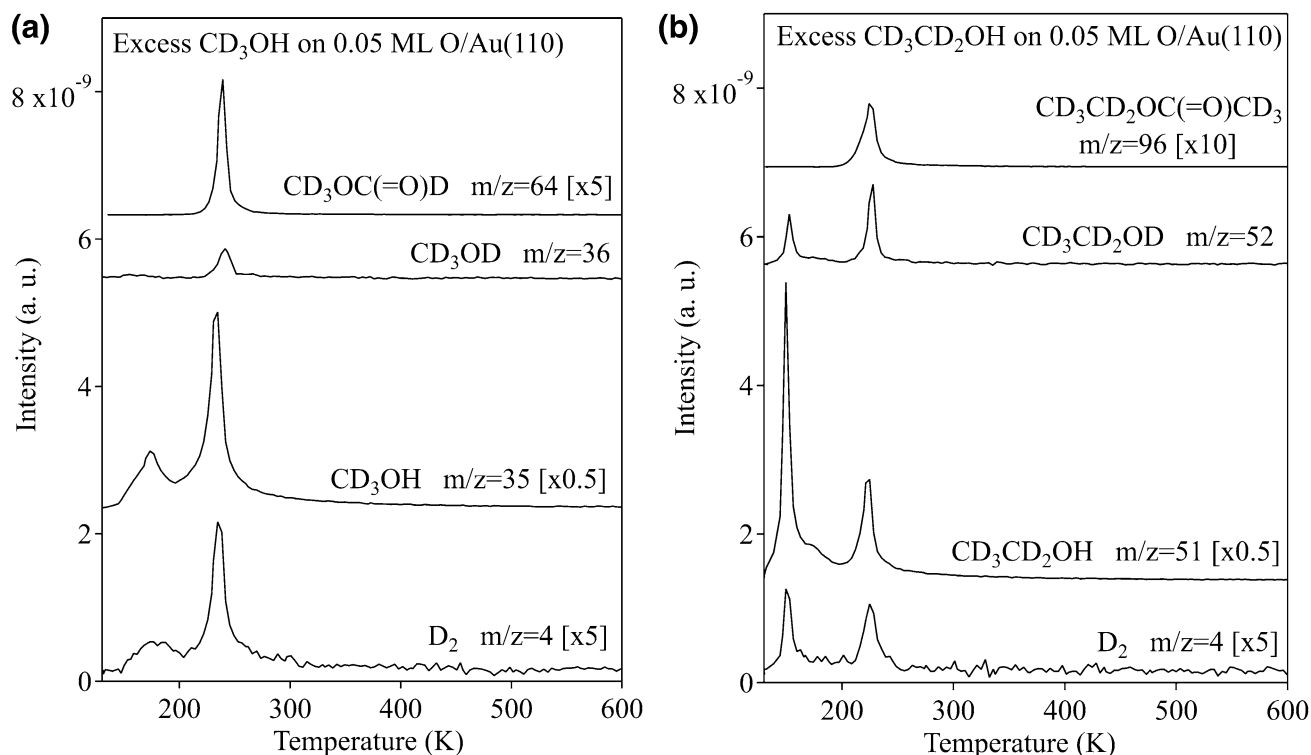 (a)
Excess CD₃OH on 0.05 ML O/Au(110)
8 x10⁻⁹
6
4
2
0
Intensity (a. u.)
CD₃OC(=O)D m/z=64 [x5]
CD₃OD m/z=36
CD₃OH m/z=35 [x0.5]
D₂ m/z=4 [x5]
200 300 400 500 600
Temperature (K)
(b)
Excess CD₃CD₂OH on 0.05 ML O/Au(110)
8 x10⁻⁹
6
4
2
0
Intensity (a. u.)
CD₃CD₂OC(=O)CD₃
m/z=96 [x10]
CD₃CD₂OD m/z=52
CD₃CD₂OH m/z=51 [x0.5]
D₂ m/z=4 [x5]
200 300 400 500 600
Temperature (K)